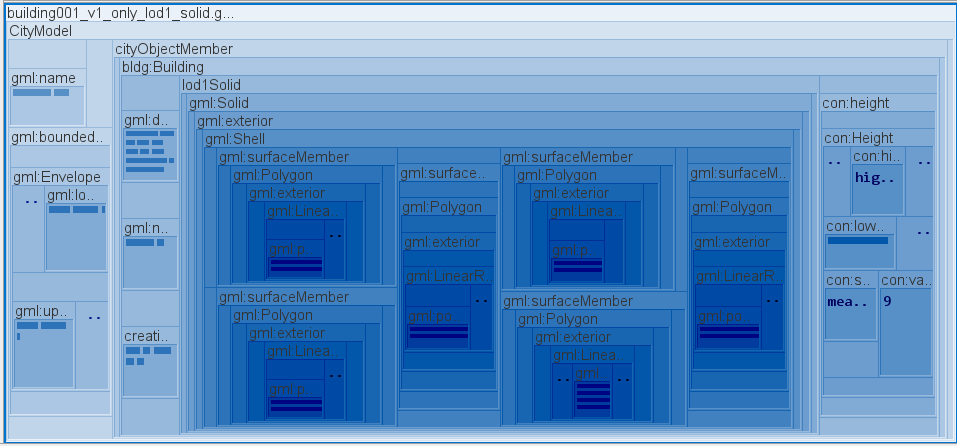 building001_v1_only_lod1_solid.g...
CityModel
cityObjectMember
gml:name
bldg:Building
lod1Solid
gml:Solid
con:height
gml:d..
gml:exterior
gml:bounded..
gml:Shell
con:Height
gml:surfaceMember
gml:surfaceMember
.. con:hi.. ..
gml:Envelope
gml:Polygon
gml:surface..
gml:Polygon
gml:surfaceM..
hig..
.. gml:lo..
gml:exterior
gml:exterior
gml:Linea..
gml:Polygon
gml:Linea..
gml:Polygon
gml:n..
..
..
con:low..
..
gml:exterior
gml:exterior
gml:p
gml:o..
gml:LinearR
gml:LinearR
con:s..
con:va..
gml:surfaceMember
gml:surfaceMember
..
..
mea..
9
gml:up..
..
gml:Polygon
gml:po..
gml:Polygon
gml:po..
creati..
gml:exterior
gml:exterior
gml:Linea..
gml:Linea..
..
.. gml: ..
gml:p